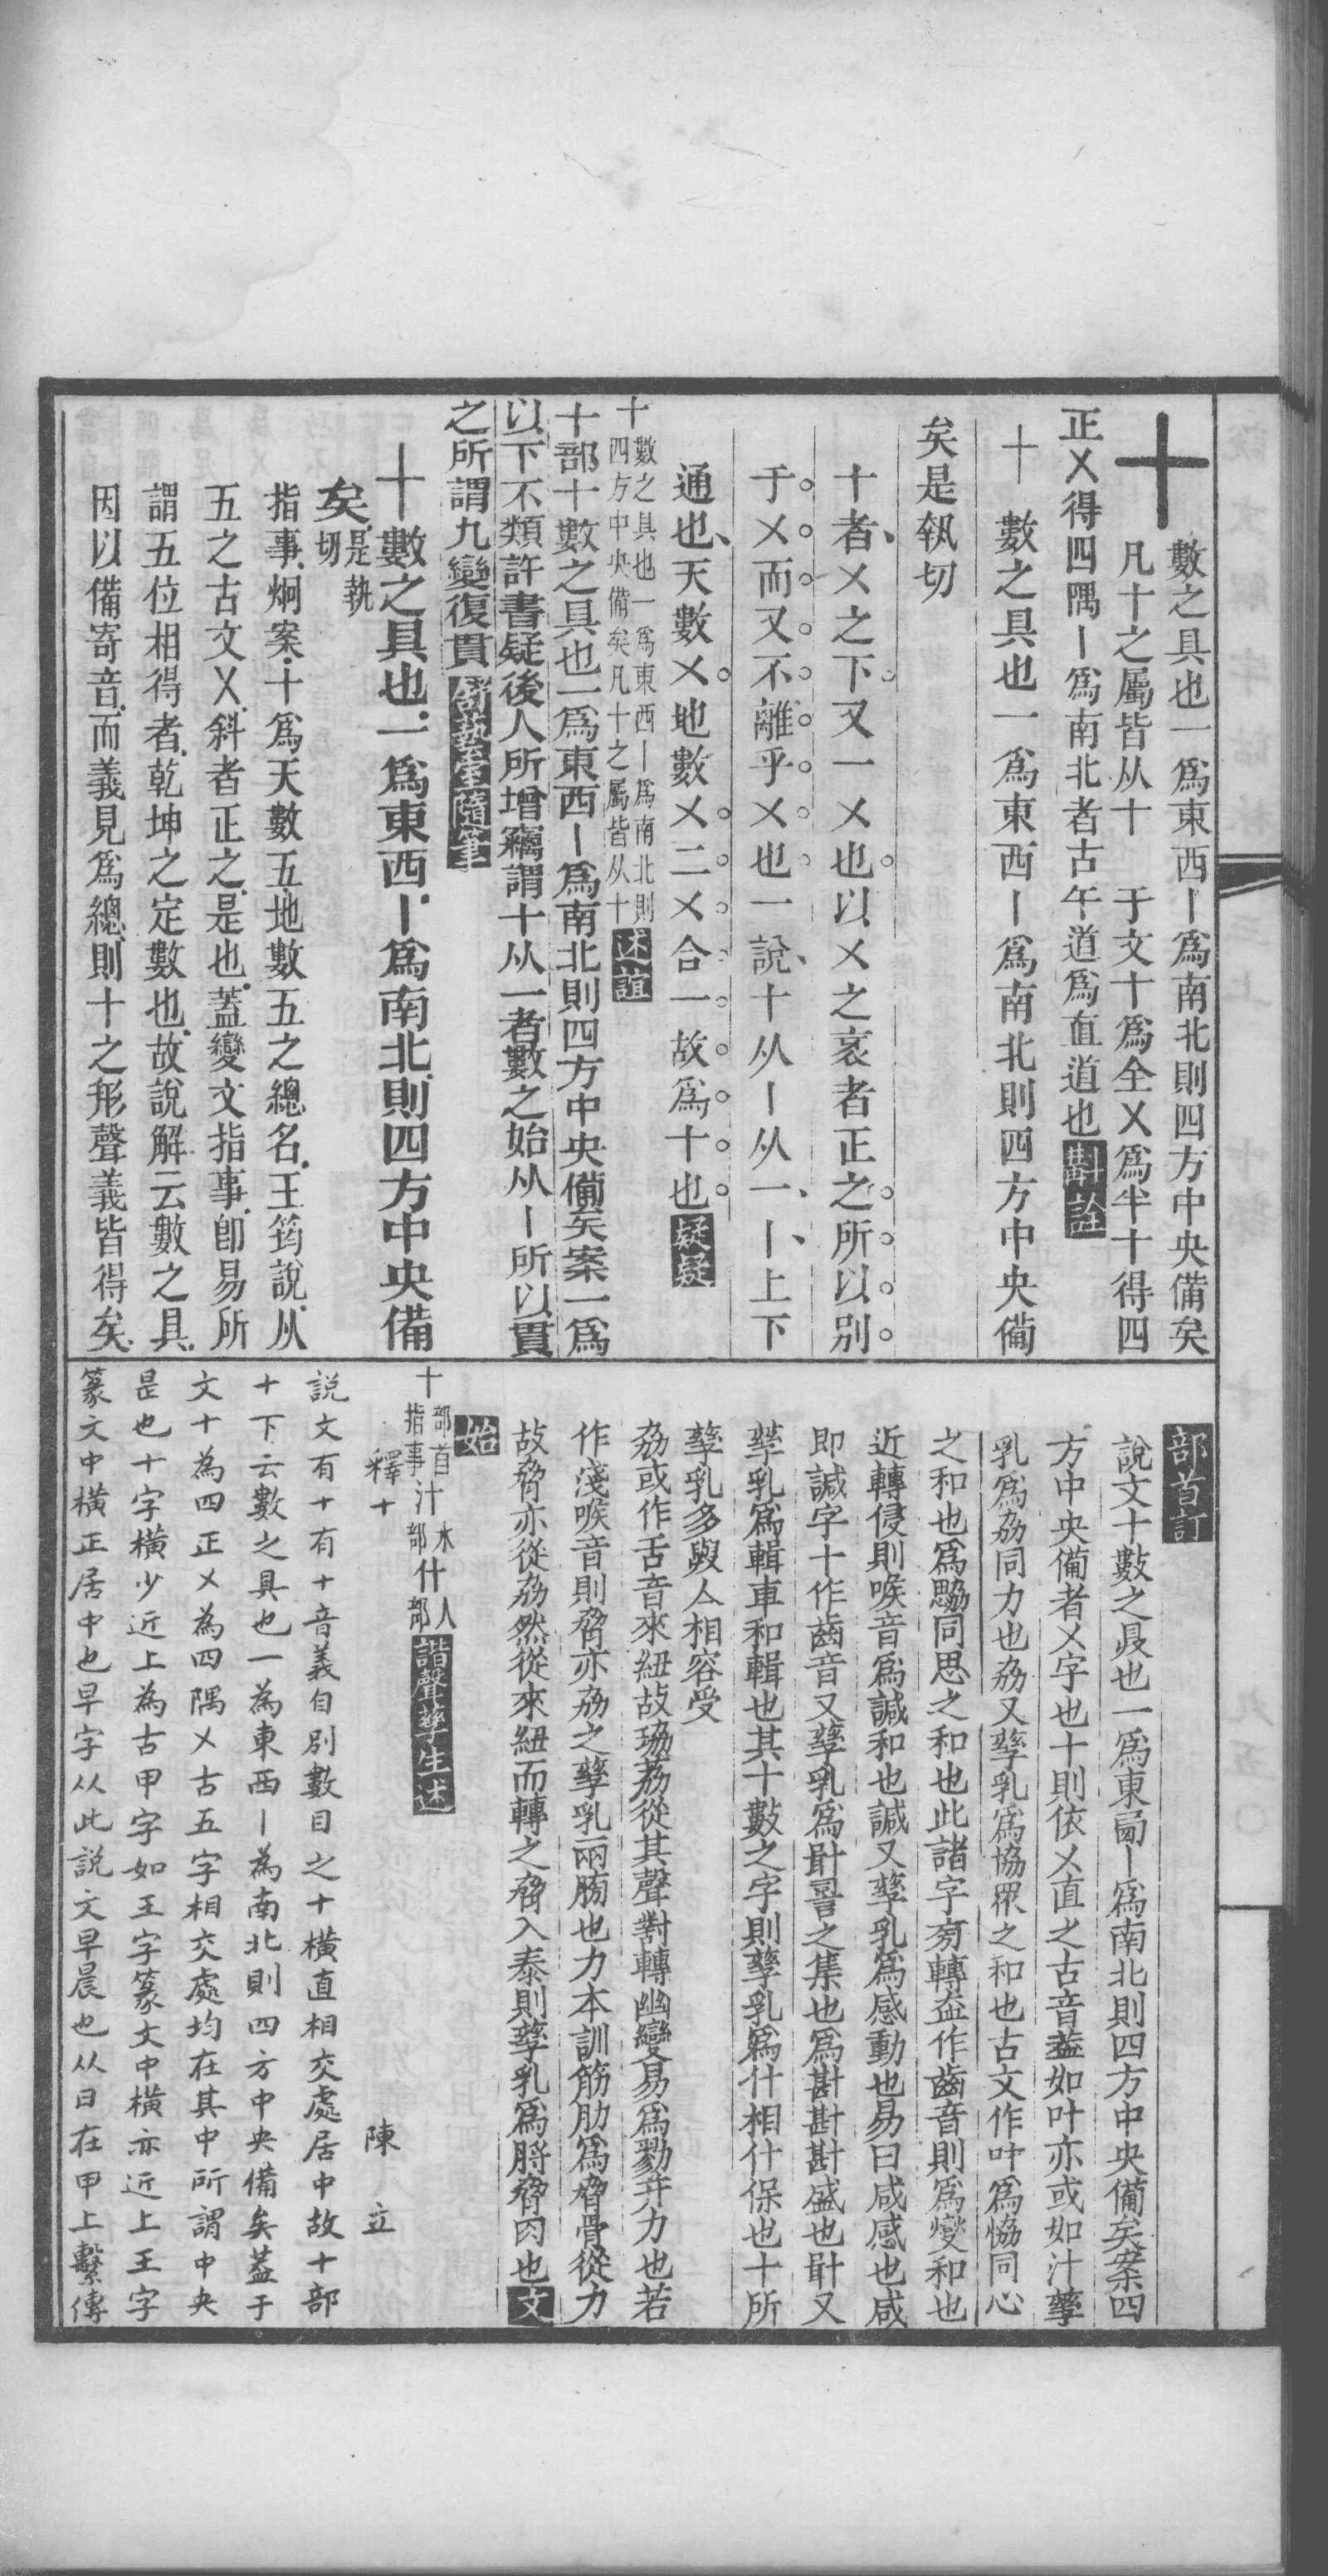 十
數之具也一爲東西丨爲南北則四方中央備矣
凡十之屬皆从十　于文十爲全㐅爲半十得四
正㐅得四隅丨爲南北者古午道爲直道也斠詮
十　數之具也一爲東西丨爲南北則四方中央備
矣是執切
十者㐅之下又一㐅也以㐅之衺者正之所以别
于㐅而又不離乎㐅也一說十从丨从一丨上下
通也天數㐅地數㐅二㐅合一故爲十也疑疑
十數之具也一爲東西丨爲南北則
四方中央備矣凡十之屬皆从十述誼
十部十數之具也一爲東西丨爲南北則四方中央備矣案一爲
以下不類許書疑後人所增竊謂十从一者數之始从丨所以貫
之所謂九變復貫舒蓺室隨筆
十數之具也一爲東西丨爲南北則四方中央備
矣是執切
指事炯案十爲天數五地數五之總名王筠說从
五之古文㐅斜者正之是也蓋變文指事卽易所
謂五位相得者乾坤之定數也故說解云數之具
因以備寄音而義見爲總則十之形聲義皆得矣
部首訂
說文十數之具也一爲東西丨爲南北則四方中央備矣案四
方中央備者㐅字也十則依㐅直之古音葢如叶亦或如汁孳
乳爲劦同力也劦又孳乳爲協眾之和也古文作叶爲恊同心
之和也爲勰同思之和也此諸字旁轉盍作齒音則爲燮和也
近轉侵則喉音爲諴和也諴又孳乳爲感動也易曰咸感也咸
即諴字十作齒音又孳乳爲卙詞之集也爲斟斟斟盛也卙又
孳乳爲輯車和輯也其十數之字則孳乳爲什相什保也十所
孳乳多與亼相容受
劦或作舌音來紐故珕荔從其聲對轉幽變易爲勠并力也若
作淺喉音則脅亦劦之孳乳兩膀也力本訓筋肋爲脅骨從力
故脅亦從劦然從來紐而轉之脅入泰則孳乳爲脟脅肉也文
始
十部首指事汁水部什人部諧聲孳生述
釋十　陳立
說文有十有十音義自別數目之十橫直相交處居中故十部
十下云數之具也一為東西丨為南北則四方中央備矣葢于
文十為四正㐅為四隅㐅古五字相交處均在其中所謂中央
是也十字橫少近上為古甲字如王字篆文中橫亦近上王字
篆文中橫正居中也早字从此說文早晨也从日在甲上繫傳